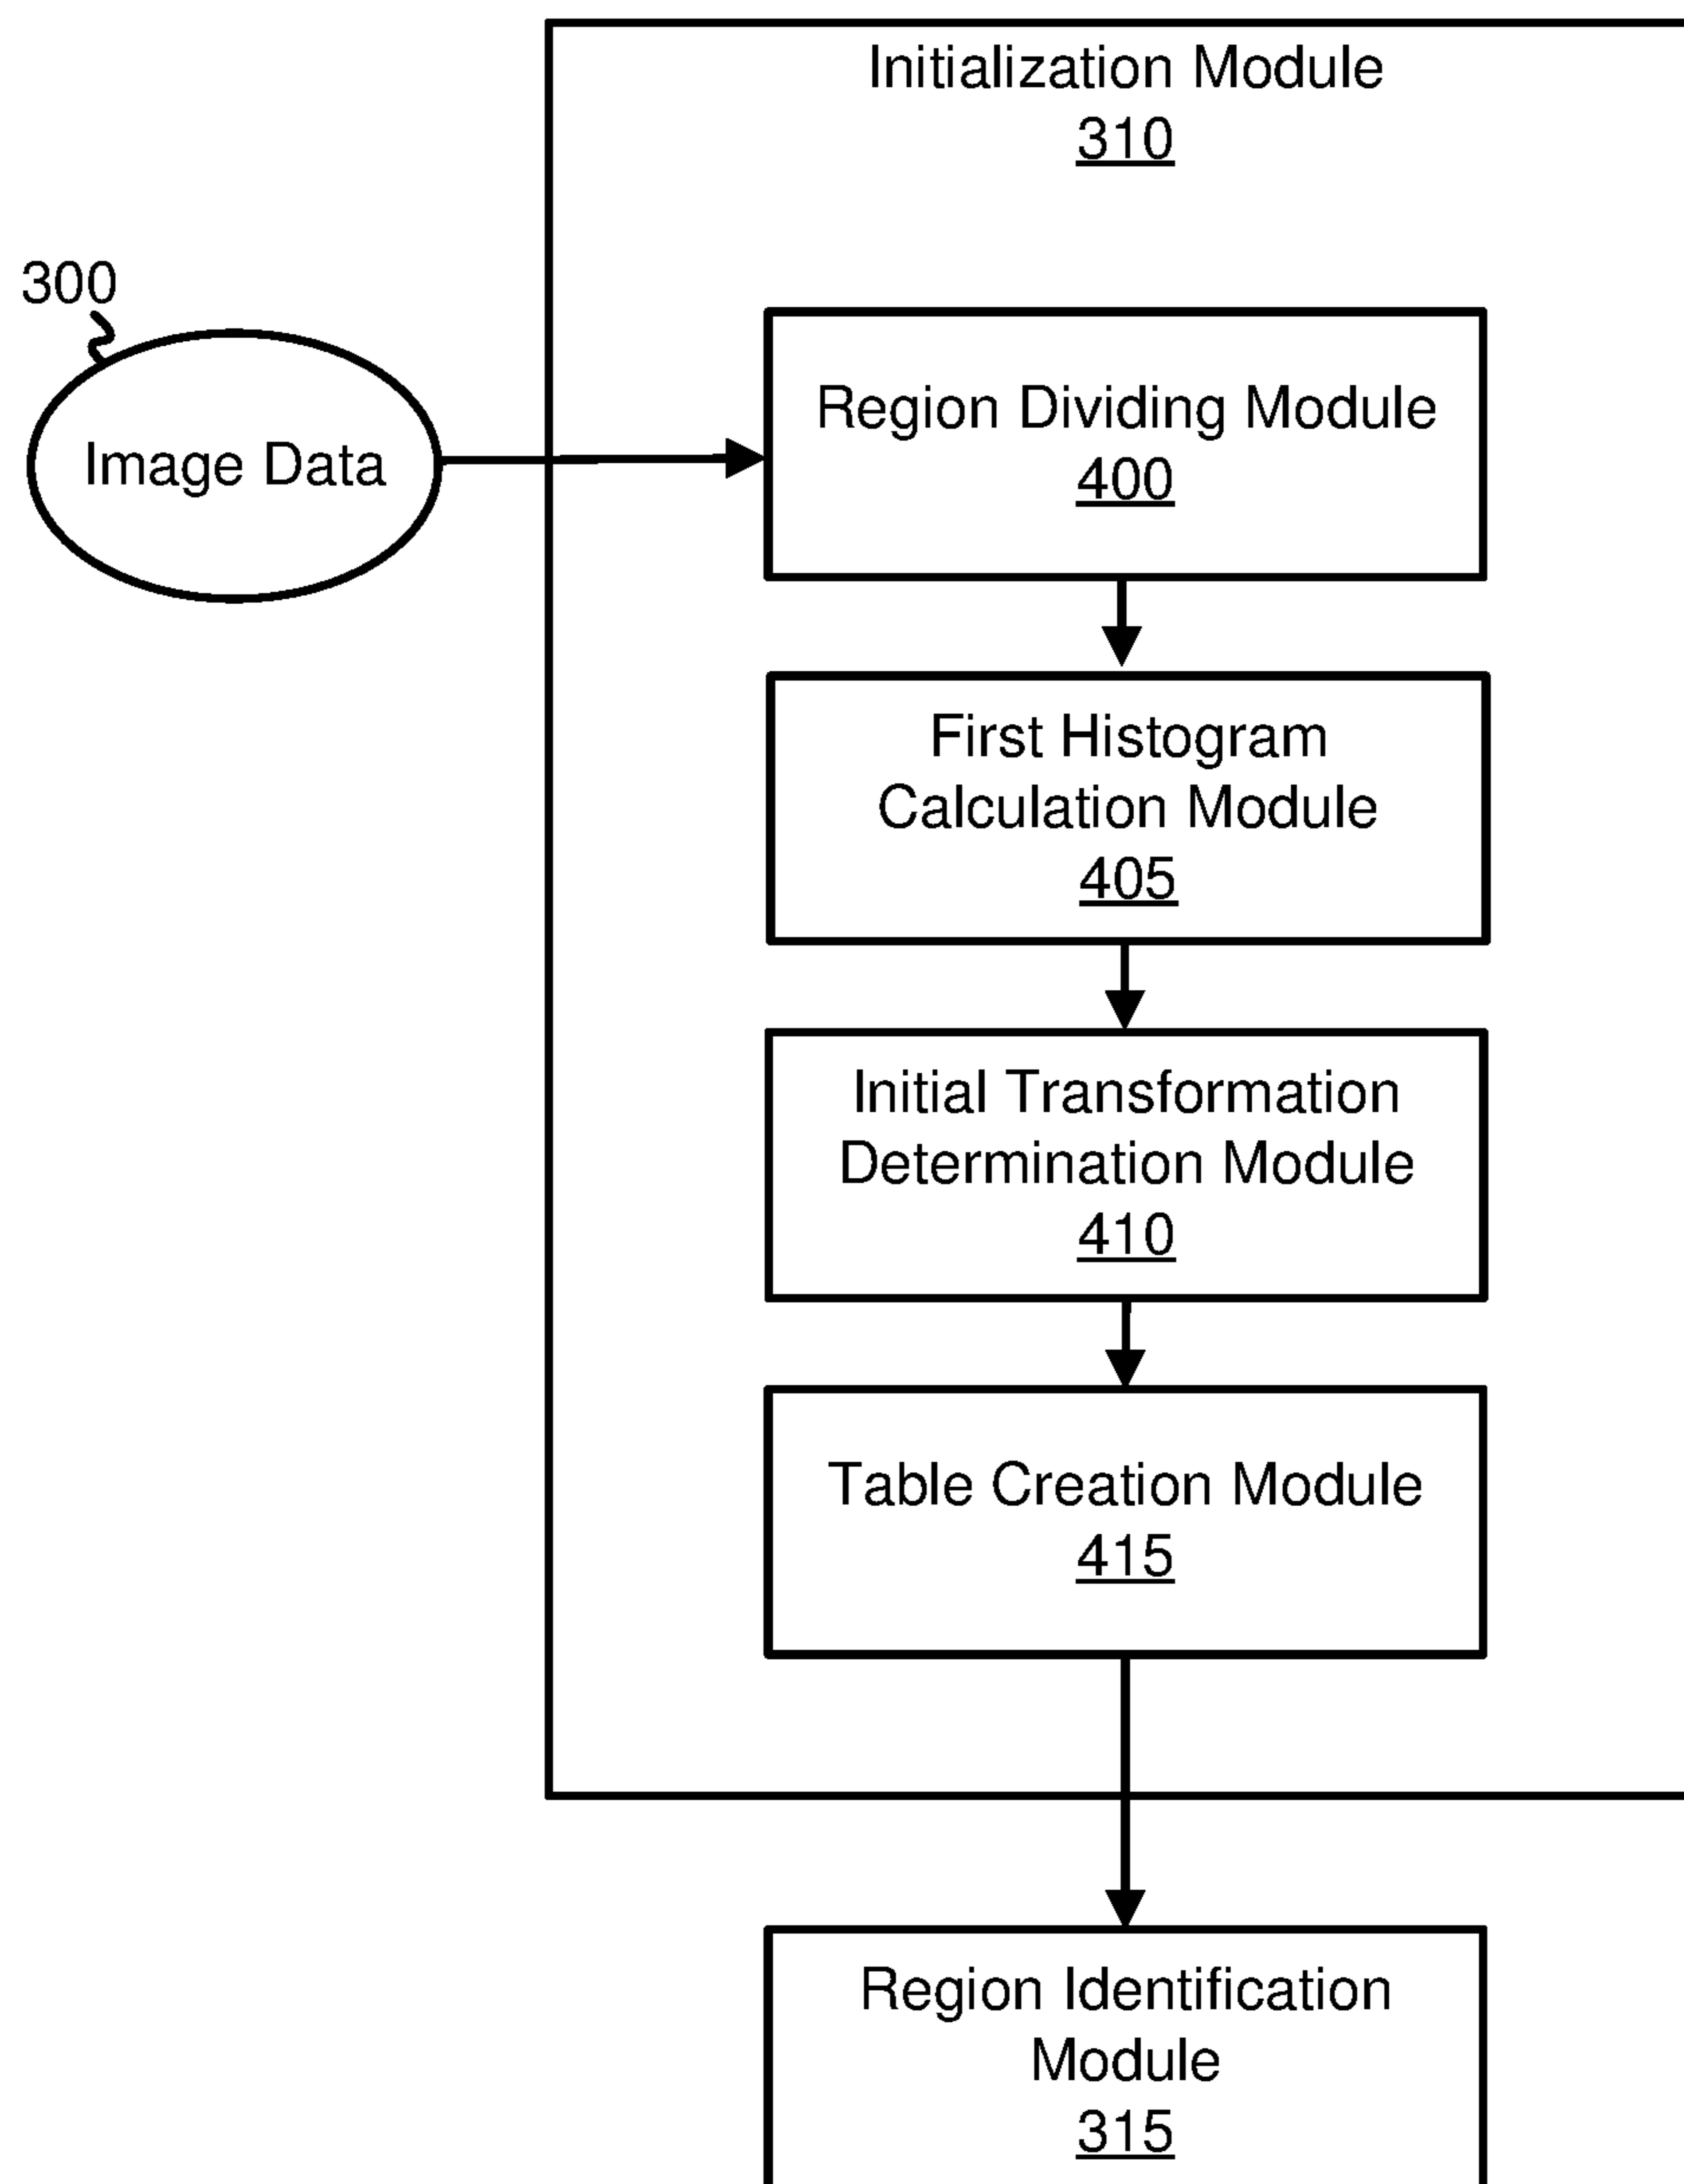 Initialization Module
310
300
Image Data
Region Dividing Module
400
First Histogram
Calculation Module
405
Initial Transformation
Determination Module
410
Table Creation Module
415
Region Identification
Module
315